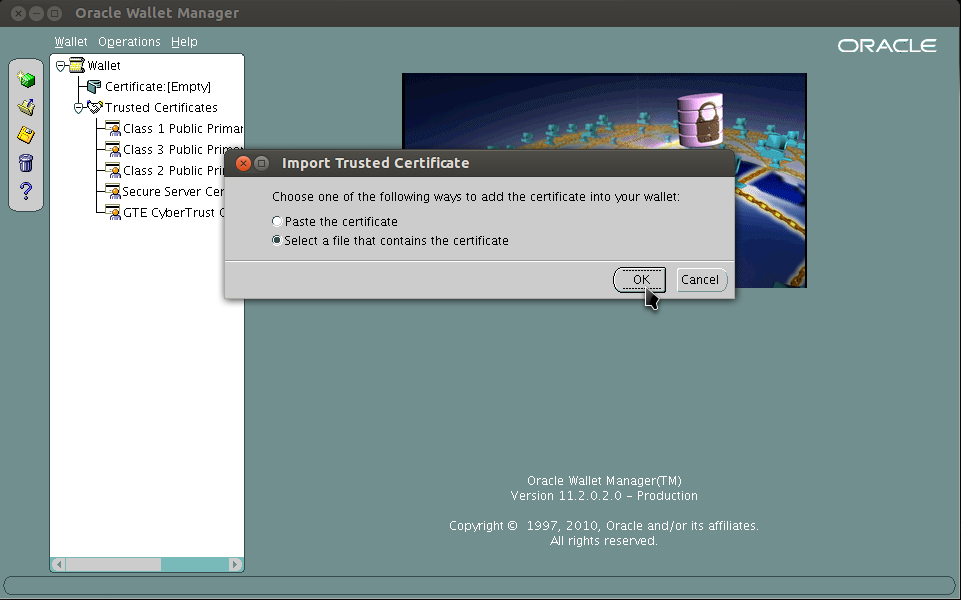 Oracle Wallet Manager
Wallet Operations Help
ORACLE
Wallet
Certificate:[Empty]
Trusted Certificates
Class 1 Public Primar
Class 3 Public Primar
Class 2 Public Pri
Secure Server Cer
GTE CyberTrust
Import Trusted Certificate
Choose one of the following ways to add the certificate into your wallet:
Paste the certificate
Select a file that contains the certificate
OK Cancel
Oracle Wallet Manager(TM)
Version 11.2.0.2.0 – Production
Copyright © 1997, 2010, Oracle and/or its affiliates.
All rights reserved.